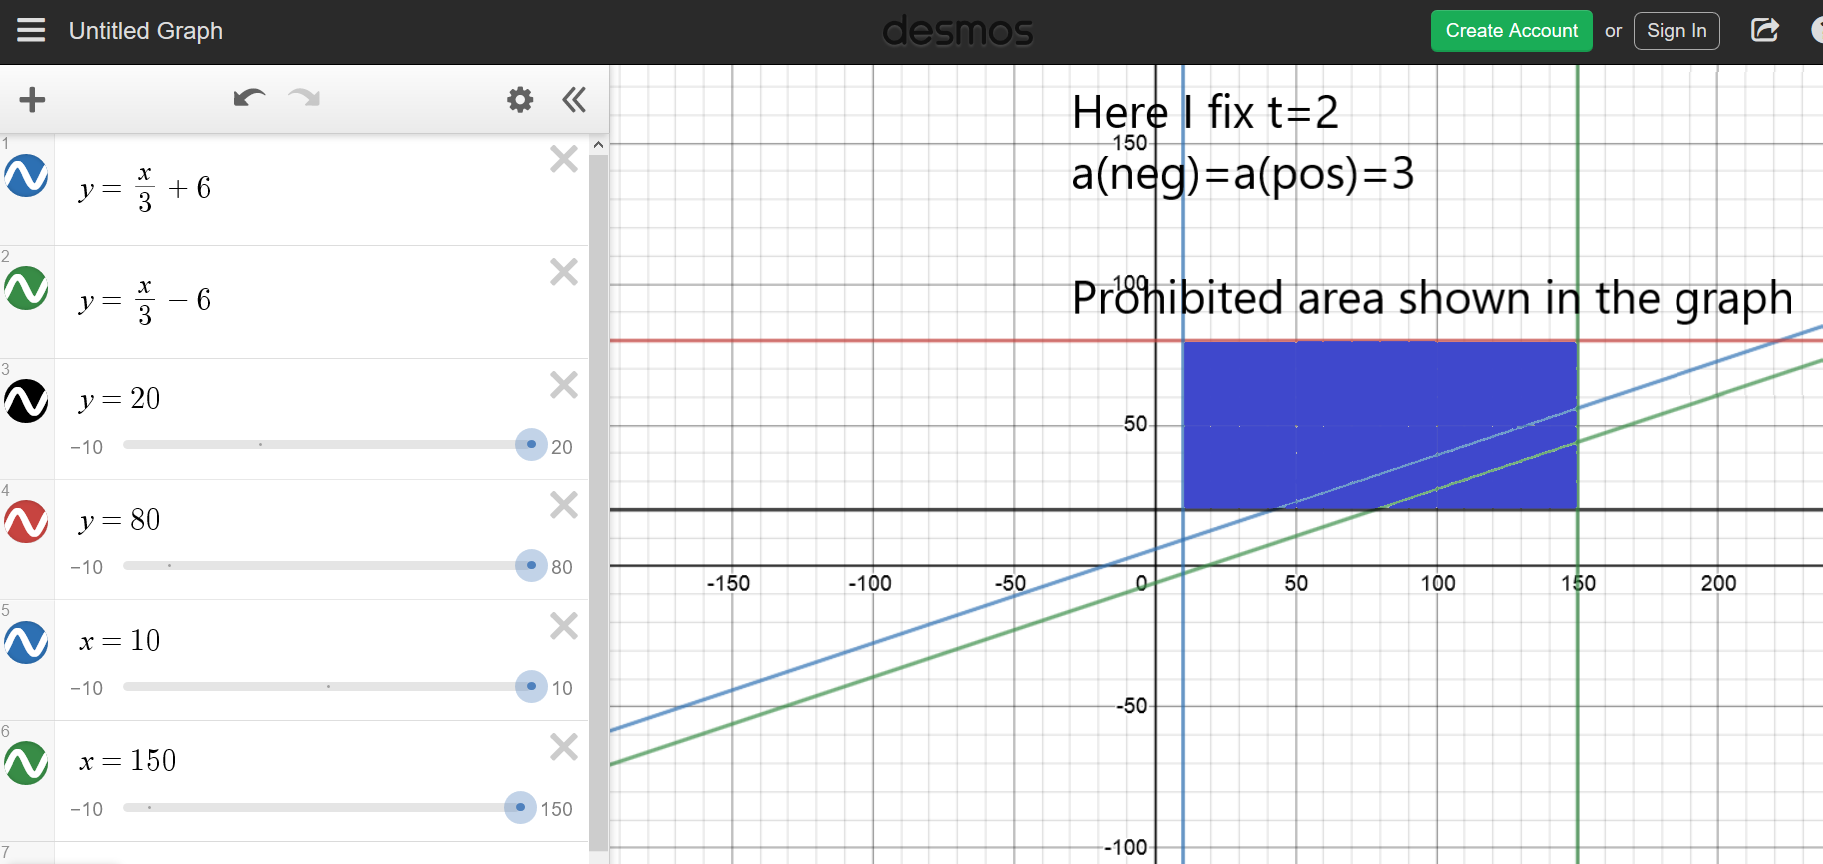 Untitled Graph
desmos
Create Account or Sign In
1
y = x/3 + 6
2
y = x/3 − 6
3
y = 20
−10 20
4
y = 80
−10 80
5
x = 10
−10 10
6
x = 150
−10 150
7
Here I fix t=2
150
a(neg)=a(pos)=3
100
Prohibited area shown in the graph
50
-150 -100 -50 0 50 100 150 200
-50
-100